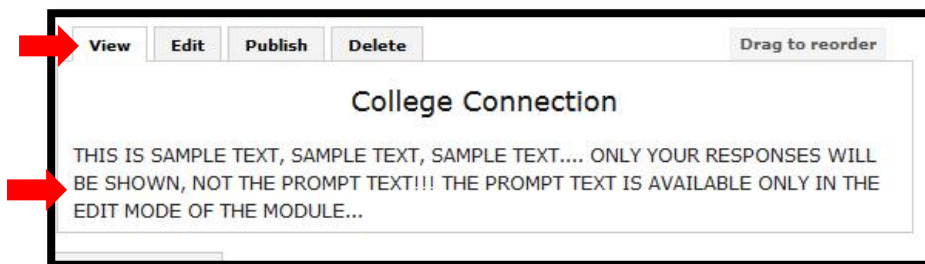 View Edit Publish Delete Drag to reorder
College Connection
THIS IS SAMPLE TEXT, SAMPLE TEXT, SAMPLE TEXT.... ONLY YOUR RESPONSES WILL
BE SHOWN, NOT THE PROMPT TEXT!!! THE PROMPT TEXT IS AVAILABLE ONLY IN THE
EDIT MODE OF THE MODULE...